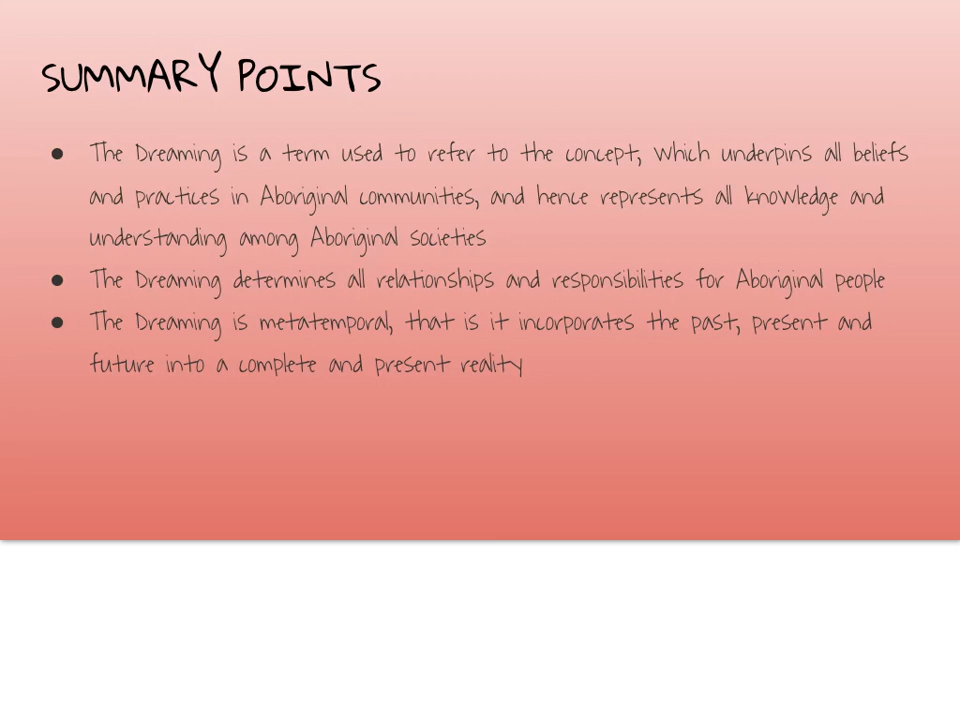 SUMMARY POINTS
● The Dreaming is a term used to refer to the concept, which underpins all beliefs
and practices in Aboriginal communities, and hence represents all knowledge and
understanding among Aboriginal societies
● The Dreaming determines all relationships and responsibilities for Aboriginal people
● The Dreaming is metatemporal, that is it incorporates the past, present and
future into a complete and present reality